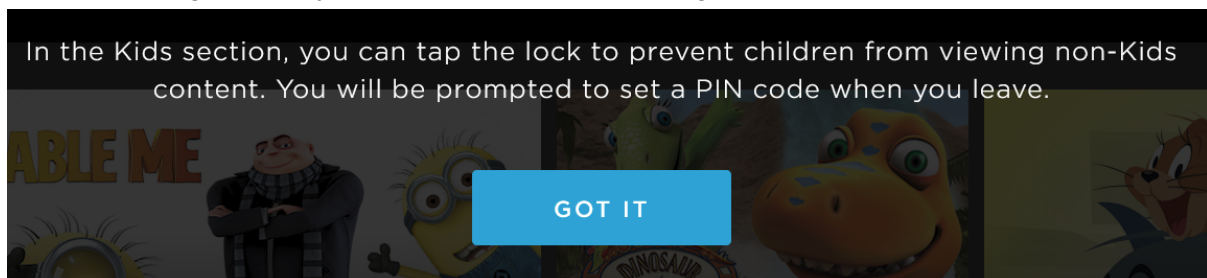 In the Kids section, you can tap the lock to prevent children from viewing non-Kids
content. You will be prompted to set a PIN code when you leave.
ABLE ME
GOT IT
DINOSAUR